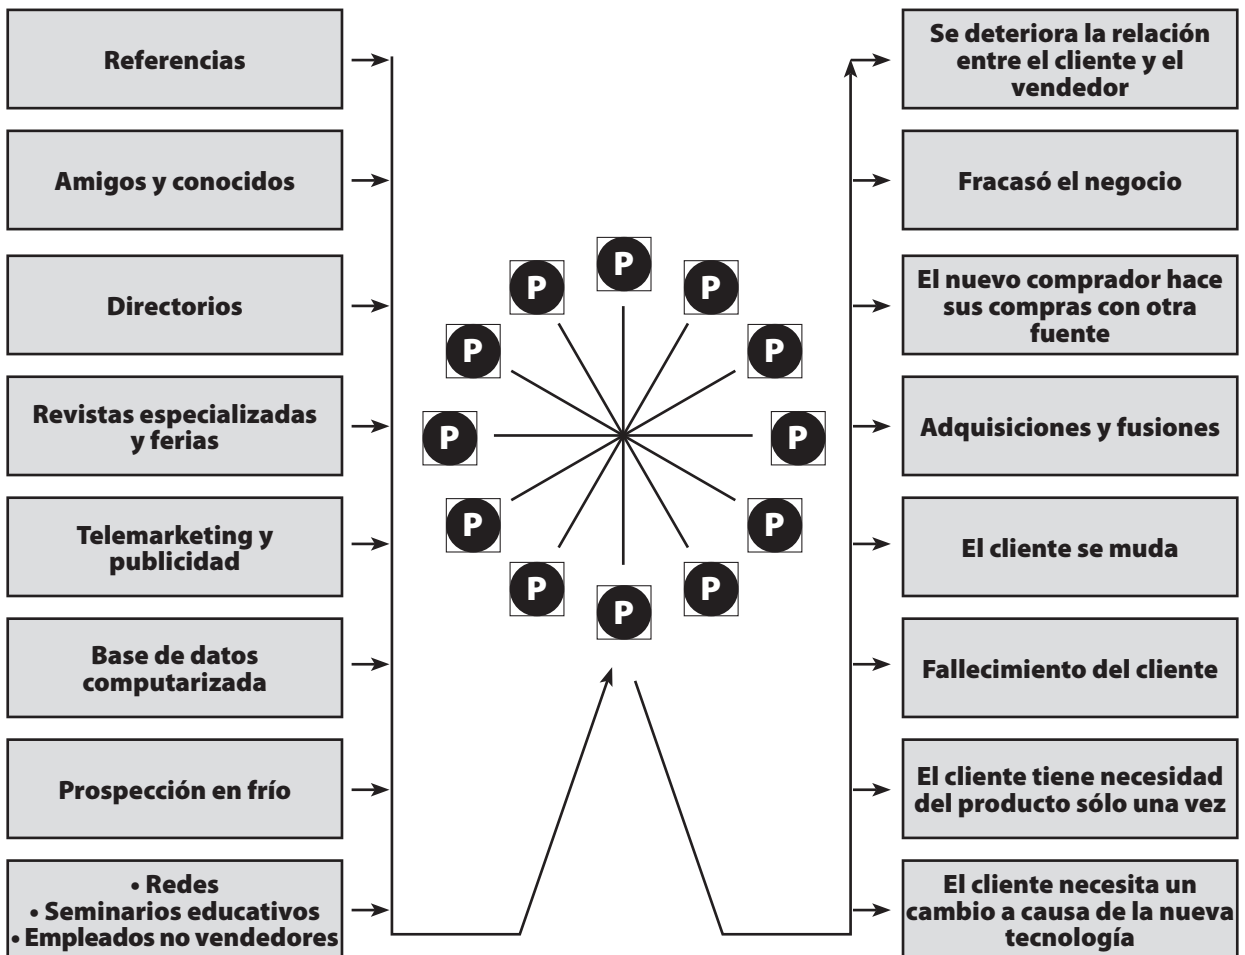 Referencias
Amigos y conocidos
Directorios
Revistas especializadas
y ferias
Telemarketing y
publicidad
Base de datos
computarizada
Prospección en frío
• Redes
• Seminarios educativos
• Empleados no vendedores
P
P
P
P
P
P
P
P
P
P
P
P
Se deteriora la relación
entre el cliente y el
vendedor
Fracasó el negocio
El nuevo comprador hace
sus compras con otra
fuente
Adquisiciones y fusiones
El cliente se muda
Fallecimiento del cliente
El cliente tiene necesidad
del producto sólo una vez
El cliente necesita un
cambio a causa de la nueva
tecnología